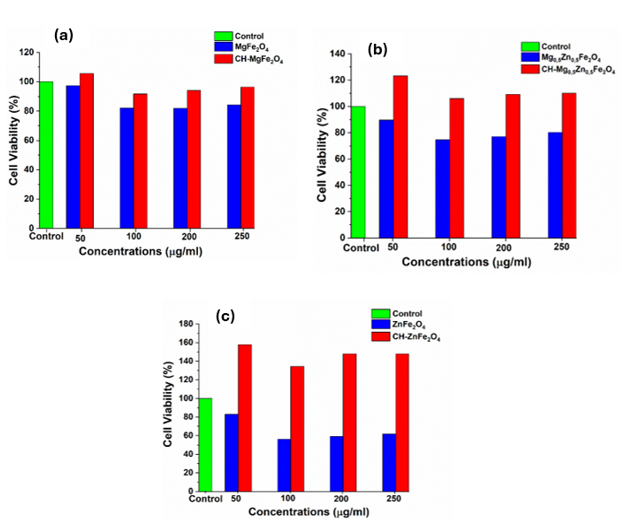 (a)
Control
MgFe₂O₄
CH-MgFe₂O₄
120
100
80
60
40
20
0
Cell Viability (%)
Control 50 100 200 250
Concentrations (μg/ml)
(b)
Control
Mg₀.₅Zn₀.₅Fe₂O₄
CH-Mg₀.₅Zn₀.₅Fe₂O₄
140
120
100
80
60
40
20
0
Cell Viability (%)
Control 50 100 200 250
Concentrations (μg/ml)
(c)
Control
ZnFe₂O₄
CH-ZnFe₂O₄
180
160
140
120
100
80
60
40
20
0
Cell Viability (%)
Control 50 100 200 250
Concentrations (μg/ml)